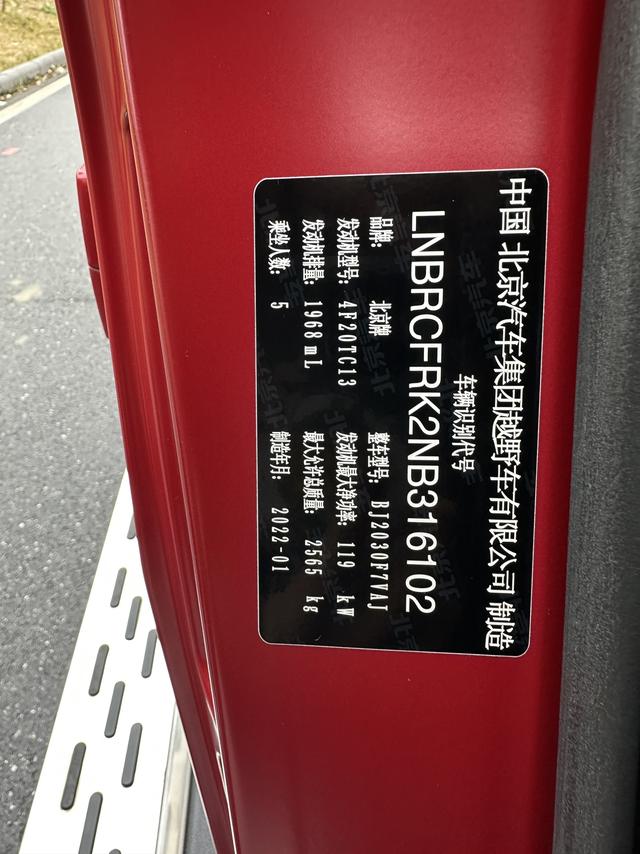 中国 北京汽车集团越野车有限公司 制造
车辆识别代号
LNBRCFRK2NB316102
品牌: 北京牌 整车型号: BJ2030F7VAJ
发动机型号: 4F20TC13 发动机最大净功率: 119 kW
发动机排量: 1968 mL 最大允许总质量: 2565 kg
乘坐人数: 5 制造年月: 2022-01